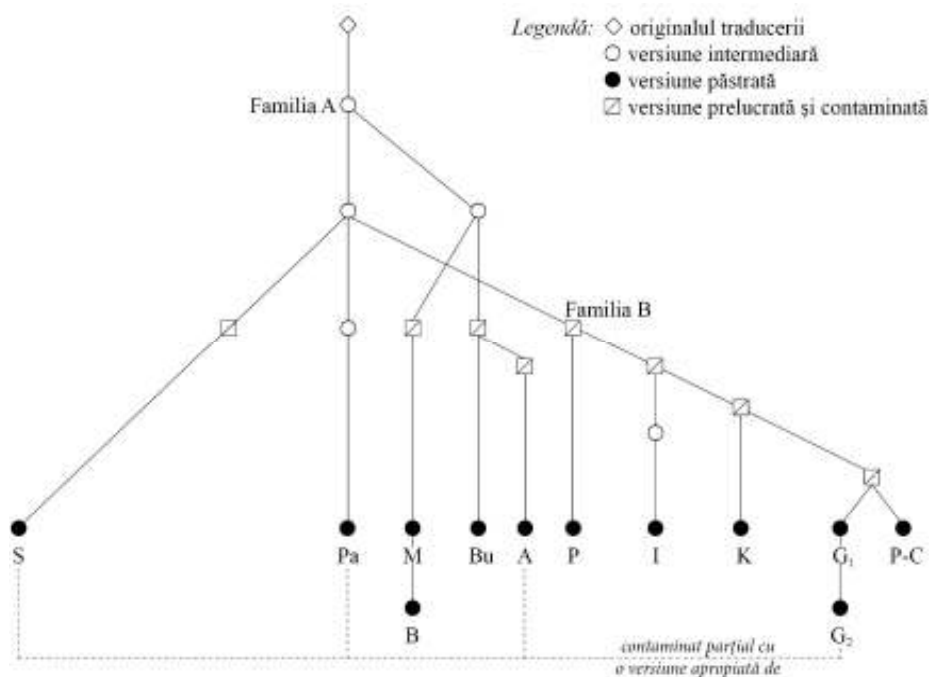 Legendă: originalul traducerii
versiune intermediară
versiune păstrată
versiune prelucrată și contaminată
Familia A
Familia B
S Pa M Bu A P I K G₁ P-C
B G₂
contaminat parțial cu
o versiune apropiată de